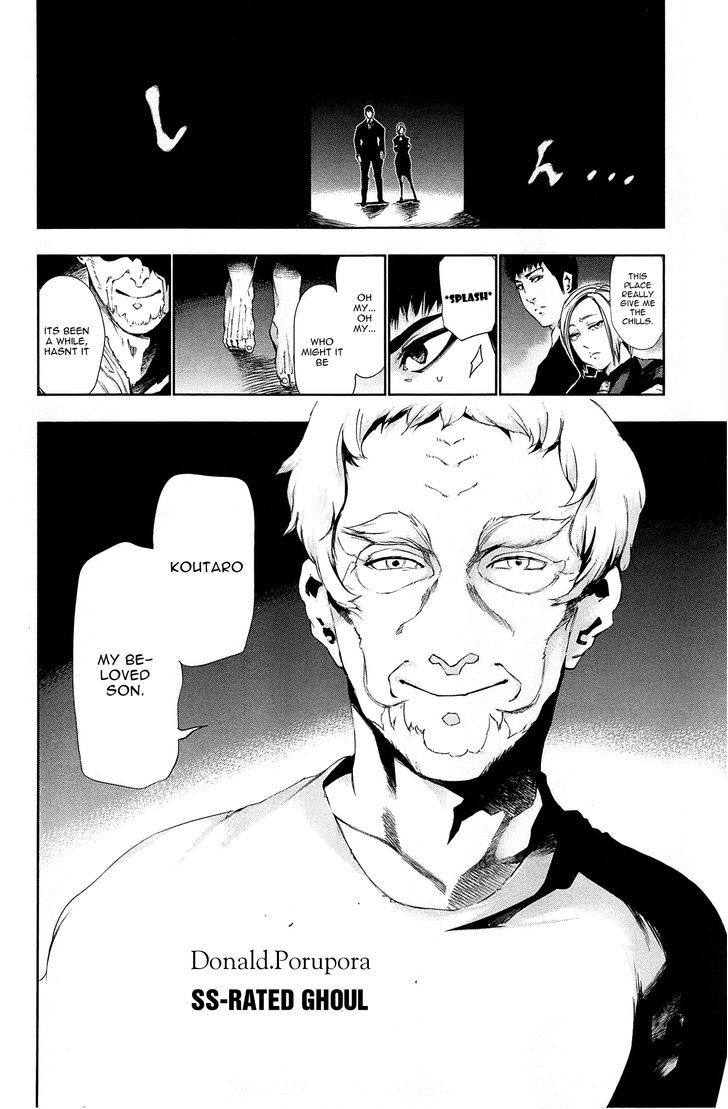 しん...
THIS
PLACE
REALLY
GIVE ME
THE
CHILLS.
*SPLASH*
OH
MY...
OH
MY...
WHO
MIGHT IT
BE
ITS BEEN
A WHILE,
HASNT IT
KOUTARO
MY BE-
LOVED
SON.
Donald.Porupora
SS-RATED GHOUL